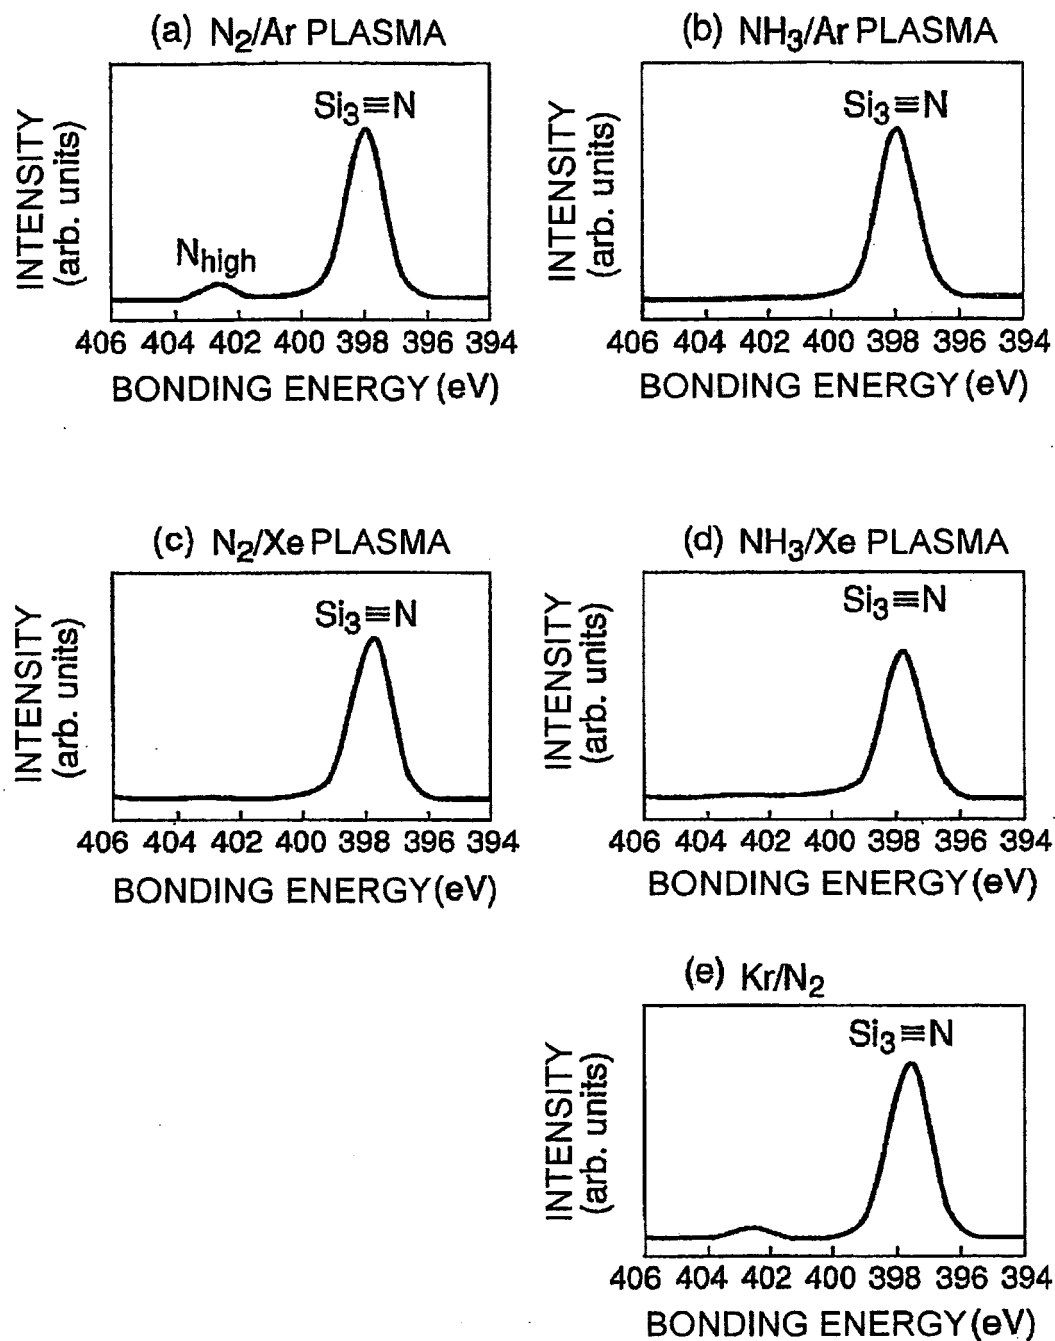 (a) N2/Ar PLASMA
INTENSITY
(arb. units)
Si3≡N
Nhigh
406 404 402 400 398 396 394
BONDING ENERGY (eV)
(b) NH3/Ar PLASMA
INTENSITY
(arb. units)
Si3≡N
406 404 402 400 398 396 394
BONDING ENERGY (eV)
(c) N2/Xe PLASMA
INTENSITY
(arb. units)
Si3≡N
406 404 402 400 398 396 394
BONDING ENERGY (eV)
(d) NH3/Xe PLASMA
INTENSITY
(arb. units)
Si3≡N
406 404 402 400 398 396 394
BONDING ENERGY (eV)
(e) Kr/N2
INTENSITY
(arb. units)
Si3≡N
406 404 402 400 398 396 394
BONDING ENERGY (eV)